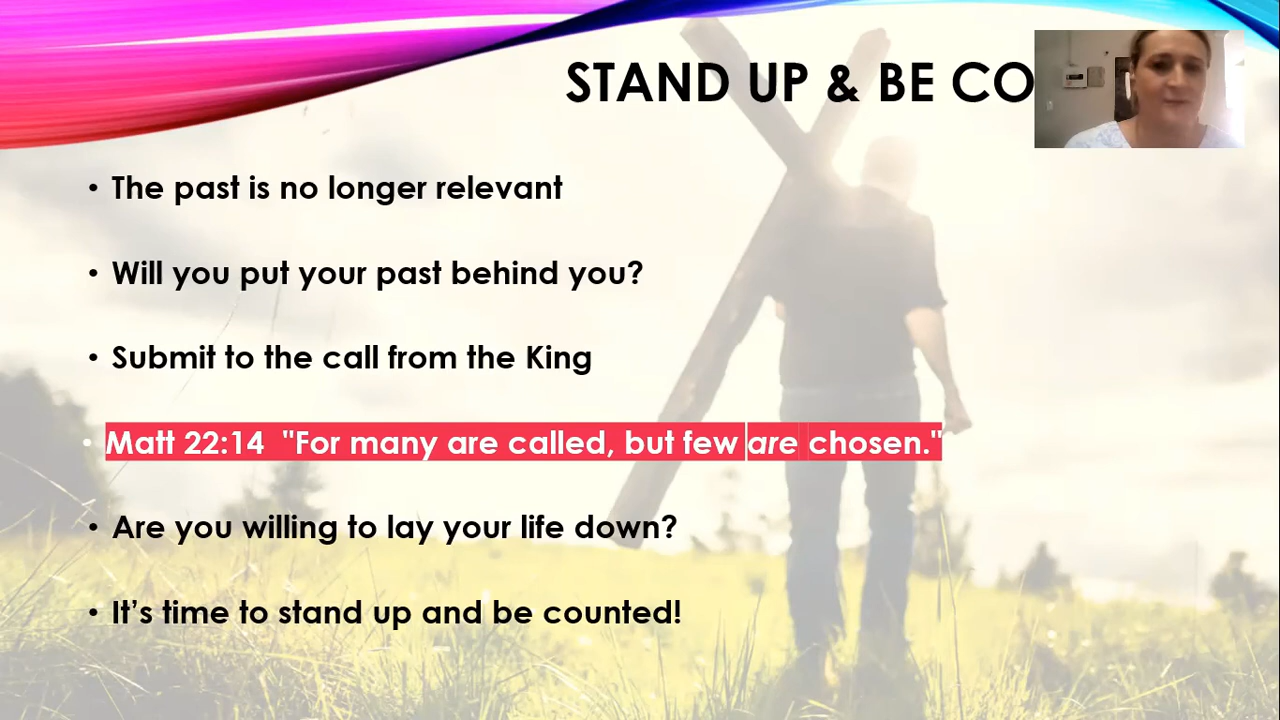 STAND UP & BE CO
• The past is no longer relevant
• Will you put your past behind you?
• Submit to the call from the King
• Matt 22:14 "For many are called, but few are chosen."
• Are you willing to lay your life down?
• It’s time to stand up and be counted!